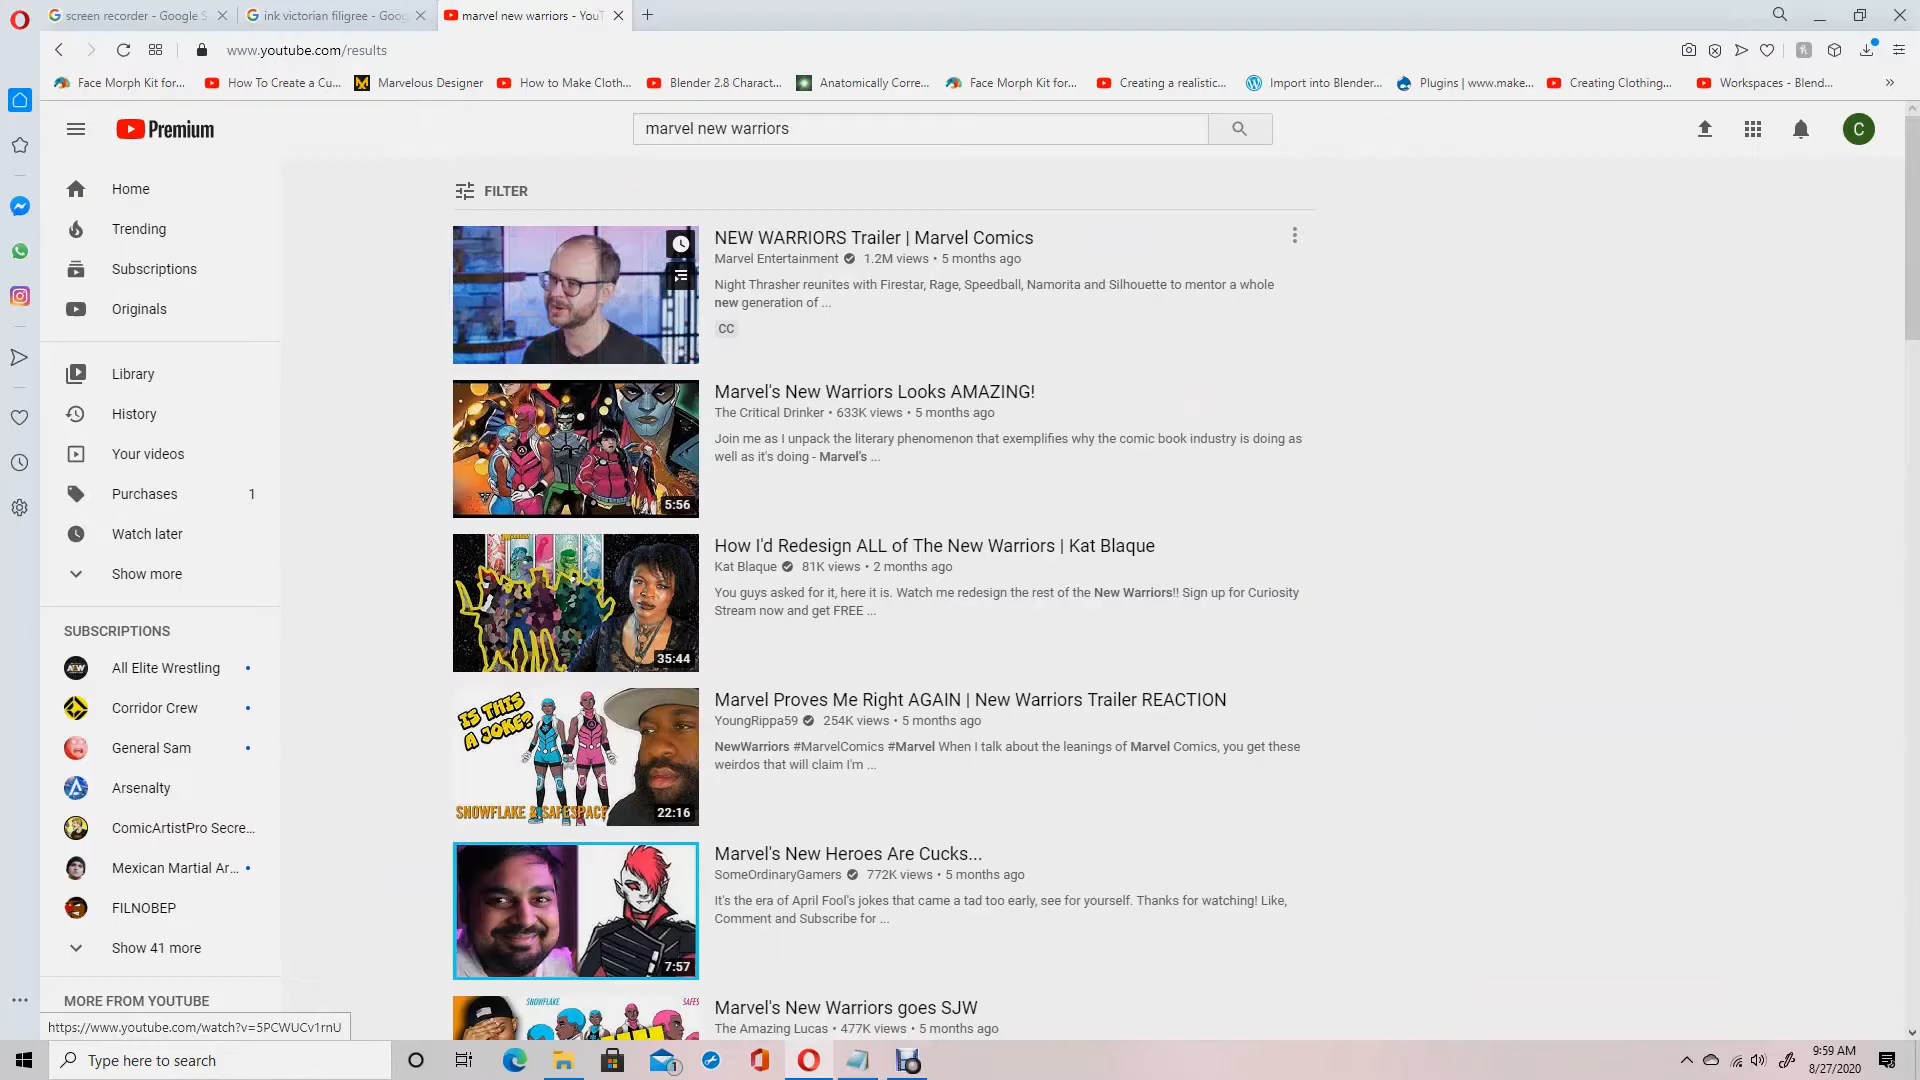 screen recorder - Google S
ink victorian filigree - Goog
marvel new warriors - YouT
www.youtube.com/results
Face Morph Kit for...
How To Create a Cu...
Marvelous Designer
How to Make Cloth...
Blender 2.8 Charact...
Anatomically Corre...
Face Morph Kit for...
Creating a realistic...
Import into Blender...
Plugins | www.make...
Creating Clothing...
Workspaces - Blend...
Premium
marvel new warriors
C
Home
Trending
Subscriptions
Originals
Library
History
Your videos
Purchases 1
Watch later
Show more
SUBSCRIPTIONS
All Elite Wrestling
Corridor Crew
General Sam
Arsenalty
ComicArtistPro Secre...
Mexican Martial Ar...
FILNOBEP
Show 41 more
MORE FROM YOUTUBE
https://www.youtube.com/watch?v=5PCWUCv1rnU
FILTER
NEW WARRIORS Trailer | Marvel Comics
Marvel Entertainment 1.2M views • 5 months ago
Night Thrasher reunites with Firestar, Rage, Speedball, Namorita and Silhouette to mentor a whole
new generation of ...
CC
5:56
Marvel's New Warriors Looks AMAZING!
The Critical Drinker • 633K views • 5 months ago
Join me as I unpack the literary phenomenon that exemplifies why the comic book industry is doing as
well as it's doing - Marvel's ...
35:44
How I'd Redesign ALL of The New Warriors | Kat Blaque
Kat Blaque 81K views • 2 months ago
You guys asked for it, here it is. Watch me redesign the rest of the New Warriors!! Sign up for Curiosity
Stream now and get FREE ...
IS THIS
A JOKE?
SNOWFLAKE & SAFESPACE
22:16
Marvel Proves Me Right AGAIN | New Warriors Trailer REACTION
YoungRippa59 254K views • 5 months ago
NewWarriors #MarvelComics #Marvel When I talk about the leanings of Marvel Comics, you get these
weirdos that will claim I'm ...
7:57
Marvel's New Heroes Are Cucks...
SomeOrdinaryGamers 772K views • 5 months ago
It's the era of April Fool's jokes that came a tad too early, see for yourself. Thanks for watching! Like,
Comment and Subscribe for ...
SNOWFLAKE
SAFES
Marvel's New Warriors goes SJW
The Amazing Lucas • 477K views • 5 months ago
Type here to search
1
9:59 AM
8/27/2020